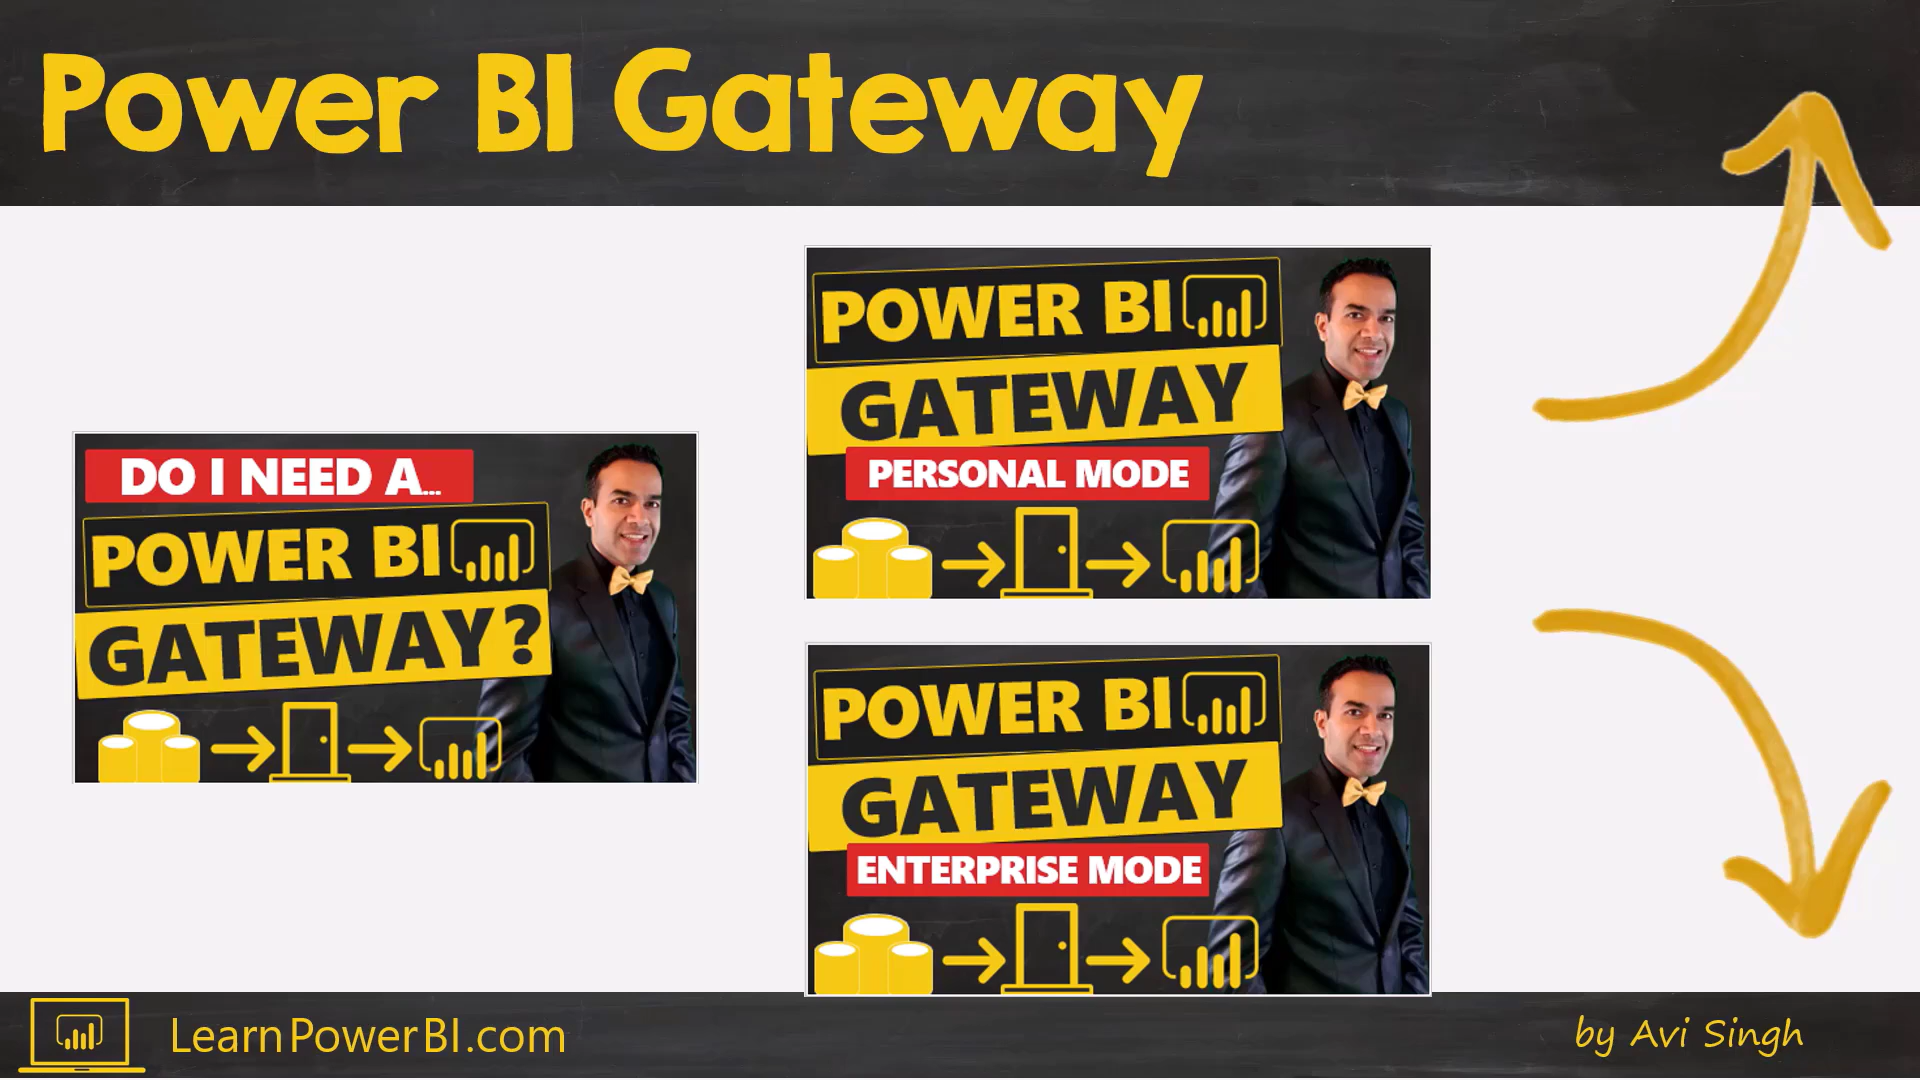 Power BI Gateway
DO I NEED A...
POWER BI
GATEWAY?
POWER BI
GATEWAY
PERSONAL MODE
POWER BI
GATEWAY
ENTERPRISE MODE
LearnPowerBI.com
by Avi Singh